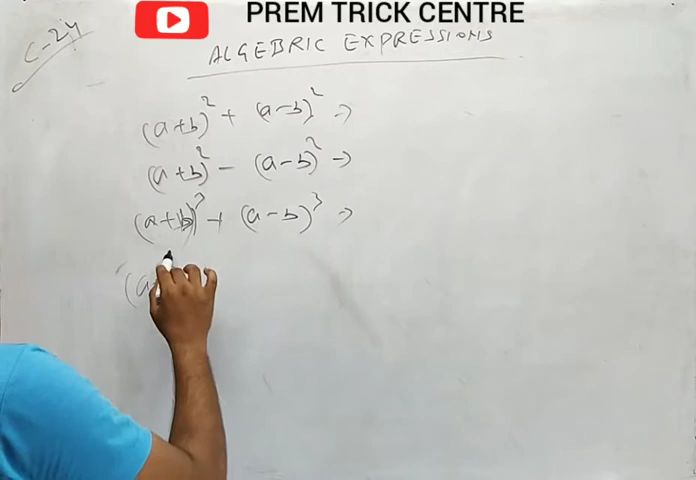 PREM TRICK CENTRE
C-24
ALGEBRIC EXPRESSIONS
(a+b)² + (a-b)² →
(a+b)² - (a-b)² →
(a+b)³ + (a-b)³ →
(a